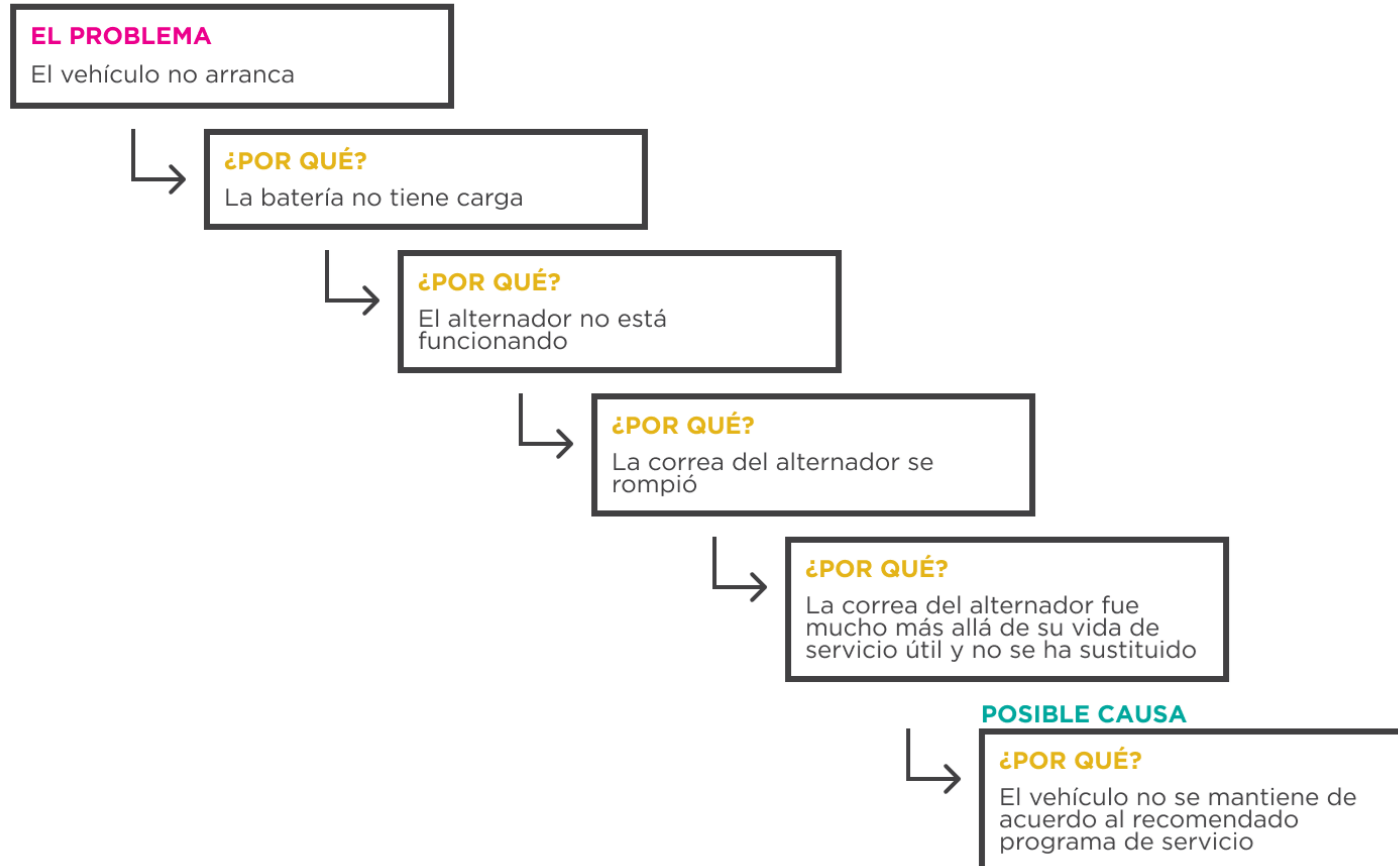 EL PROBLEMA
El vehículo no arranca
¿POR QUÉ?
La batería no tiene carga
¿POR QUÉ?
El alternador no está
funcionando
¿POR QUÉ?
La correa del alternador se
rompió
¿POR QUÉ?
La correa del alternador fue
mucho más allá de su vida de
servicio útil y no se ha sustituido
POSIBLE CAUSA
¿POR QUÉ?
El vehículo no se mantiene de
acuerdo al recomendado
programa de servicio